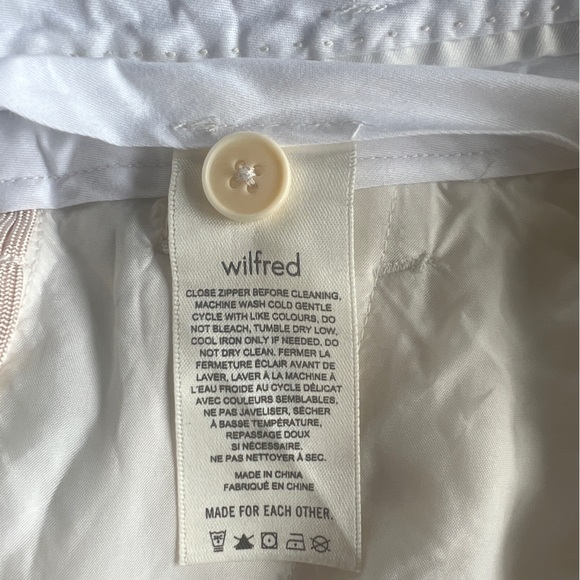 wilfred
CLOSE ZIPPER BEFORE CLEANING,
MACHINE WASH COLD GENTLE
CYCLE WITH LIKE COLOURS, DO
NOT BLEACH, TUMBLE DRY LOW,
COOL IRON ONLY IF NEEDED, DO
NOT DRY CLEAN. FERMER LA
FERMETURE ÉCLAIR AVANT DE
LAVER, LAVER À LA MACHINE À
L'EAU FROIDE AU CYCLE DÉLICAT
AVEC COULEURS SEMBLABLES,
NE PAS JAVELISER, SÉCHER
À BASSE TEMPÉRATURE,
REPASSAGE DOUX
SI NÉCESSAIRE,
NE PAS NETTOYER À SEC.
MADE IN CHINA
FABRIQUÉ EN CHINE
MADE FOR EACH OTHER.